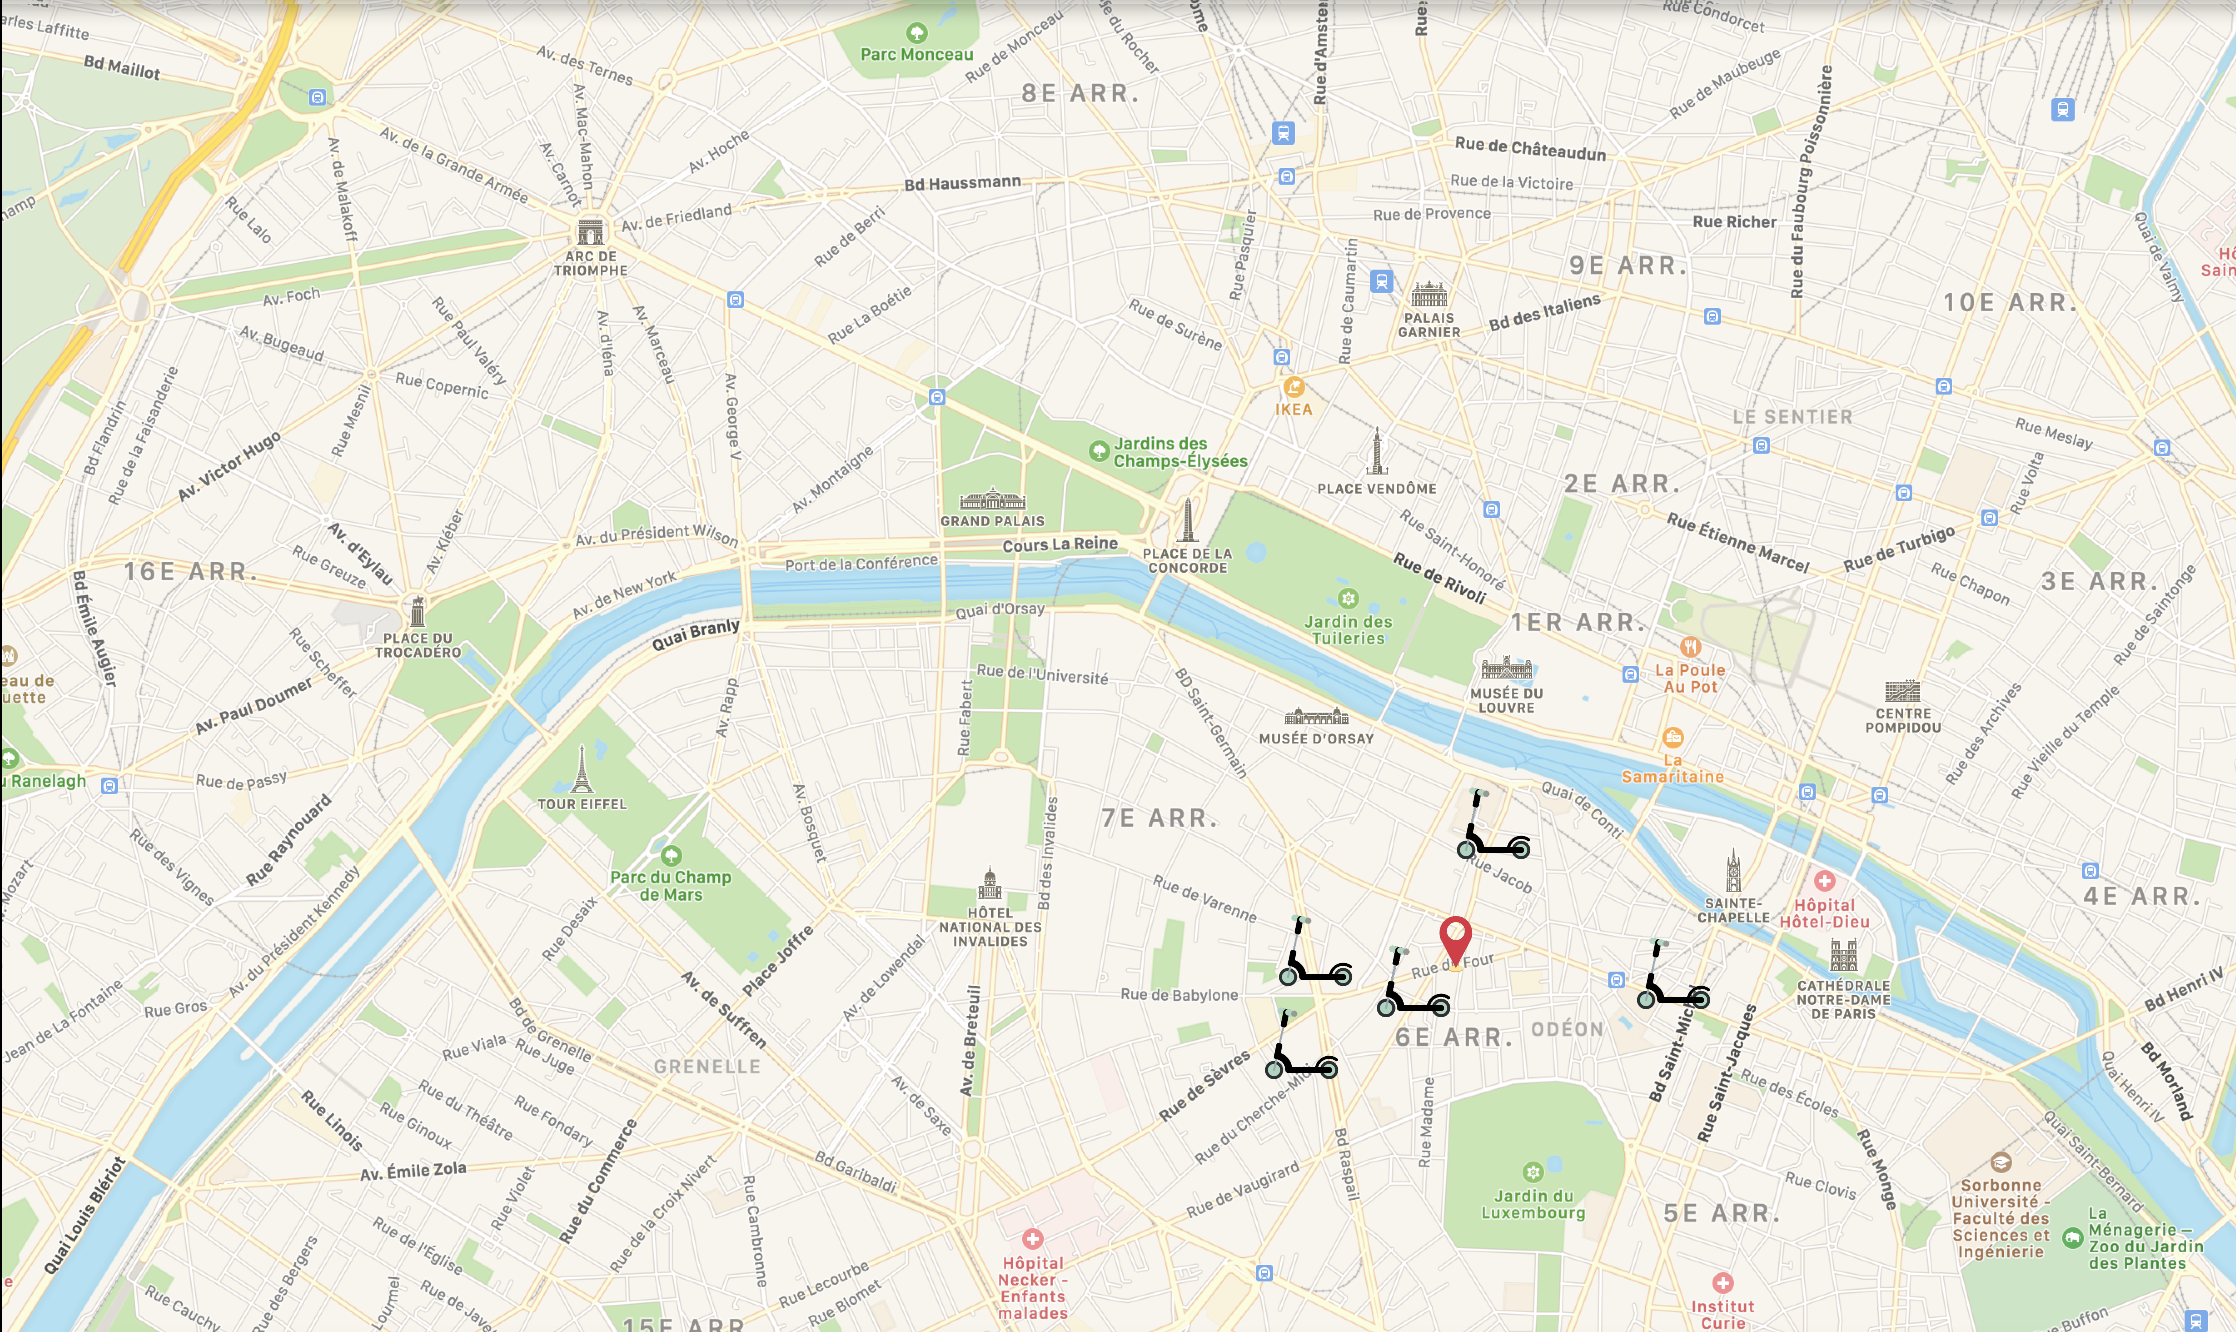 Bd Maillot
Av. des Ternes
Parc Monceau
Rue de Monceau
8E ARR.
Rue Condorcet
Rue de Maubeuge
Av. de la Grande Armée
Av. Mac-Mahon
Av. Carnot
Av. de Malakoff
Av. Hoche
Bd Haussmann
Rue de Châteaudun
Rue de la Victoire
Rue de Provence
Rue Richer
Rue du Faubourg Poissonnière
Rue Lalo
Av. de Friedland
Rue de Berri
Rue Pasquier
Rue de Caumartin
9E ARR.
10E ARR.
Quai de Valmy
ARC DE
TRIOMPHE
Av. Foch
Av. Bugeaud
Rue Paul Valéry
Av. d'Iéna
Av. Marceau
Rue La Boétie
Rue de Surène
PALAIS
GARNIER
Bd des Italiens
Rue Copernic
Rue Mesnil
Av. George V
Bd Flandrin
Rue de la Faisanderie
Av. Victor Hugo
IKEA
LE SENTIER
Rue Meslay
Rue Volta
Jardins des
Champs-Élysées
Av. Montaigne
PLACE VENDÔME
2E ARR.
GRAND PALAIS
Cours La Reine
PLACE DE LA
CONCORDE
Rue Saint-Honoré
Rue de Rivoli
Rue Étienne Marcel
Rue de Turbigo
Rue Chapon
3E ARR.
Rue de Saintonge
16E ARR.
Bd Émile Augier
Rue Greuze
Av. d'Eylau
Av. Kléber
Av. du Président Wilson
Port de la Conférence
Av. de New York
Quai Branly
Quai d'Orsay
PLACE DU
TROCADÉRO
Rue Scheffer
Av. Paul Doumer
Jardin des
Tuileries
1ER ARR.
MUSÉE DU
LOUVRE
La Poule
Au Pot
CENTRE
POMPIDOU
Rue des Archives
Rue Vieille du Temple
Rue de l'Université
Rue Fabert
Av. Rapp
BD Saint-Germain
MUSÉE D'ORSAY
La
Samaritaine
Rue de Passy
Rue Raynouard
Rue des Vignes
TOUR EIFFEL
Av. Bosquet
7E ARR.
Bd des Invalides
Quai de Conti
Rue Jacob
SAINTE-
CHAPELLE
Hôpital
Hôtel-Dieu
4E ARR.
Parc du Champ
de Mars
HÔTEL
NATIONAL DES
INVALIDES
Rue de Varenne
Rue Desaix
Place Joffre
Av. de Lowendal
Av. du Président Kennedy
Jean de La Fontaine
Rue Gros
Av. de Suffren
Bd de Grenelle
Rue de Babylone
Rue du Four
CATHÉDRALE
NOTRE-DAME
DE PARIS
Bd Henri IV
6E ARR.
ODÉON
Rue Viala
Rue Juge
GRENELLE
Av. de Breteuil
Rue de Sèvres
Bd Saint-Michel
Rue Saint-Jacques
Rue des Écoles
Bd Morland
Quai Henri IV
Rue du Théâtre
Rue Ginoux
Rue Fondary
Rue Linois
Av. de Saxe
Rue Madame
Bd Raspail
Rue Monge
Quai Saint-Bernard
Av. Émile Zola
Rue Violet
Rue du Commerce
Rue de la Croix Nivert
Bd Garibaldi
Rue Cambronne
Rue de Vaugirard
Jardin du
Luxembourg
Rue Clovis
5E ARR.
Sorbonne
Université -
Faculté des
Sciences et
Ingénierie
La
Ménagerie –
Zoo du Jardin
des Plantes
Quai Louis Blériot
Rue de l'Église
Rue des Bergers
Rue Cauchy
Rue Lecourbe
Rue Blomet
Hôpital
Necker -
Enfants
malades
Institut
Curie
15E ARR